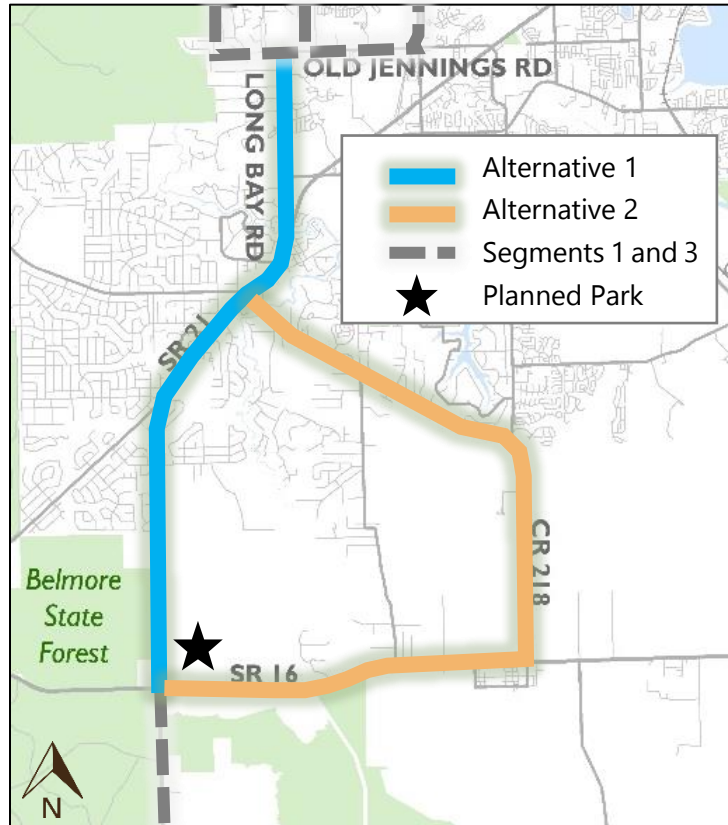 OLD JENNINGS RD
LONG BAY RD
Alternative 1
Alternative 2
Segments 1 and 3
Planned Park
SR 21
CR 218
Belmore
State
Forest
SR 16
N